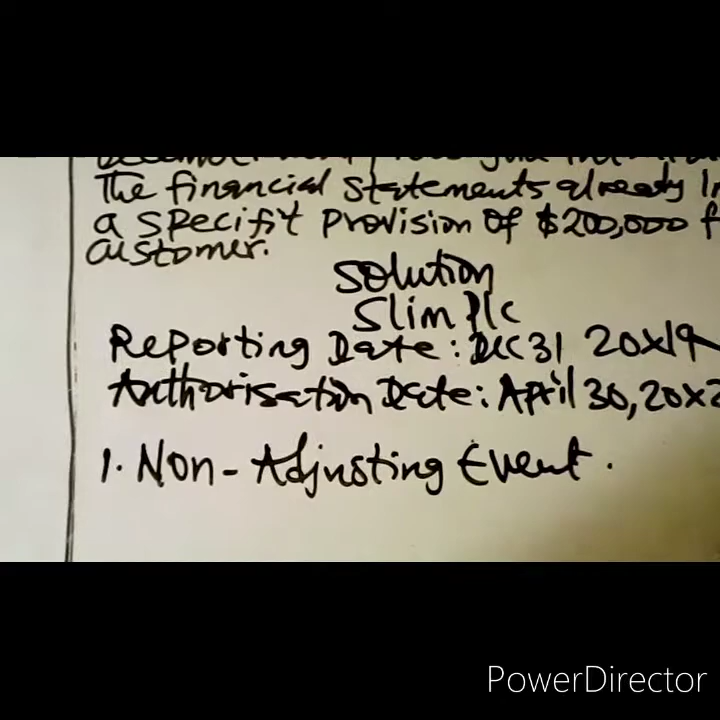 The financial statements already
a specifit provision of $200,000
customer.
Solution
Slim Plc
Reporting Date: Dec 31 20x19
Authorisation Date: April 30, 20x2
1. Non-Adjusting Event.
PowerDirector